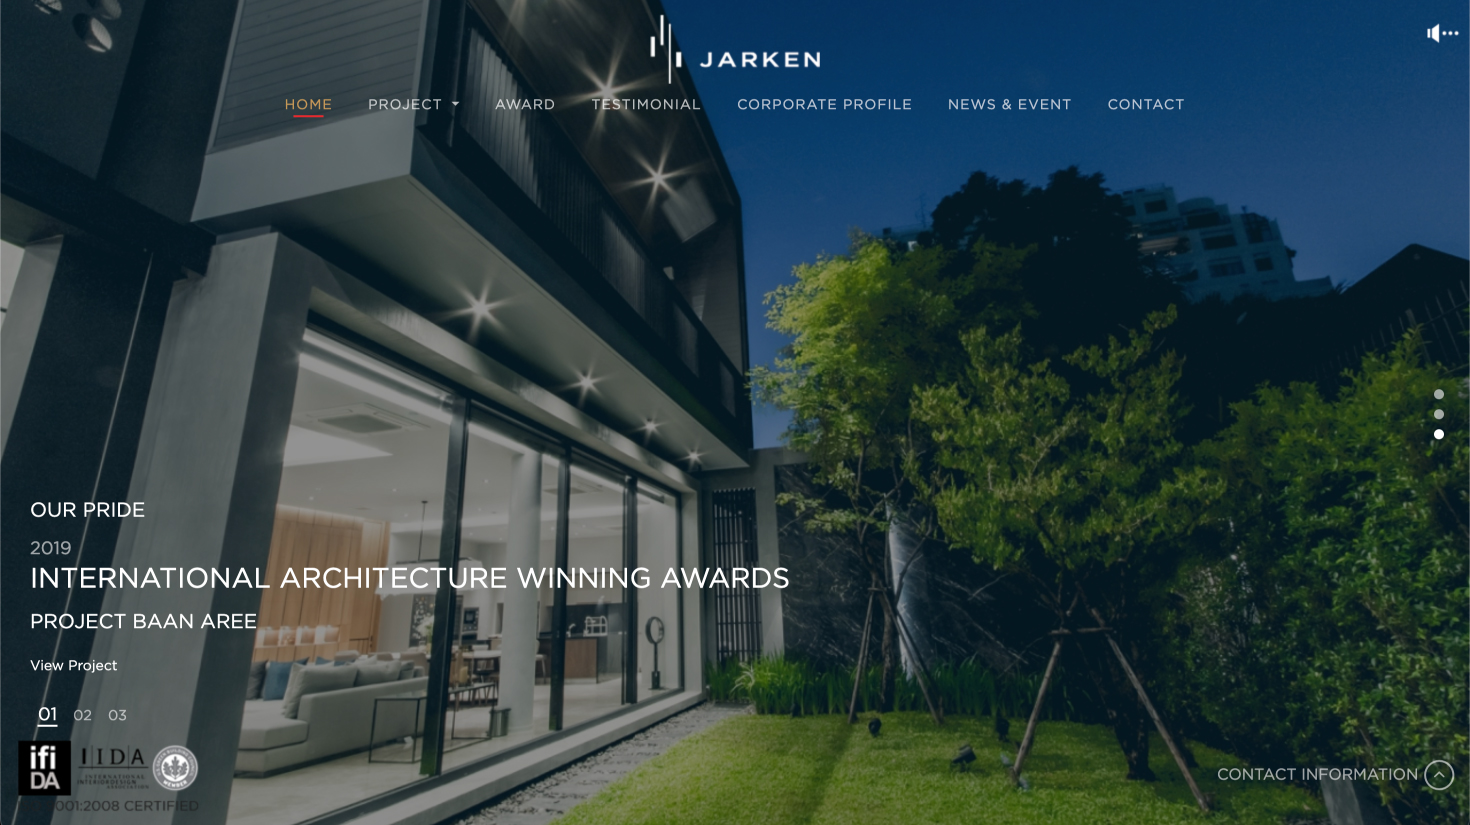 JARKEN
HOME PROJECT AWARD TESTIMONIAL CORPORATE PROFILE NEWS & EVENT CONTACT
OUR PRIDE
2019
INTERNATIONAL ARCHITECTURE WINNING AWARDS
PROJECT BAAN AREE
View Project
01 02 03
ifi
DA
IIDA
INTERNATIONAL
INTERIOR DESIGN
ASSOCIATION
MEMBER
001:2008 CERTIFIED
CONTACT INFORMATION